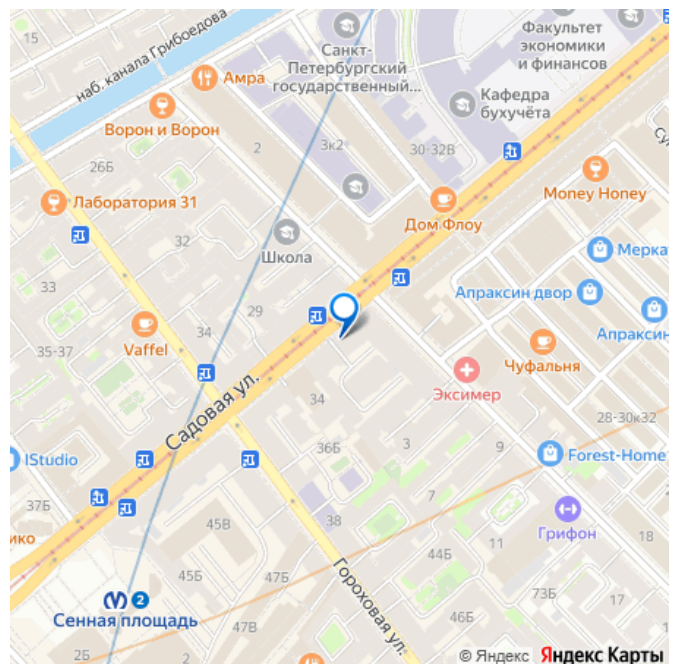 15
наб. канала Грибоедова
Амра
Санкт-
Петербургский
государственный...
Факультет
экономики
и финансов
Кафедра
бухучёта
Ворон и Ворон
2
3к2
30-32В
26Б
Лаборатория 31
Дом Флоу
Money Honey
32
Школа
Мерка
33
Апраксин двор
29
Апраксин
34
Vaffel
35-37
Чуфальня
Эксимер
Садовая ул.
34
28-30к32
IStudio
36Б
3
9
Forest-Home
7
37Б
45В
38
Грифон
ико
18
11
44Б
Гороховая ул.
45Б
47Б
73Б
17
2
Сенная площадь
46Б
47В
2Б
© Яндекс Яндекс Карты